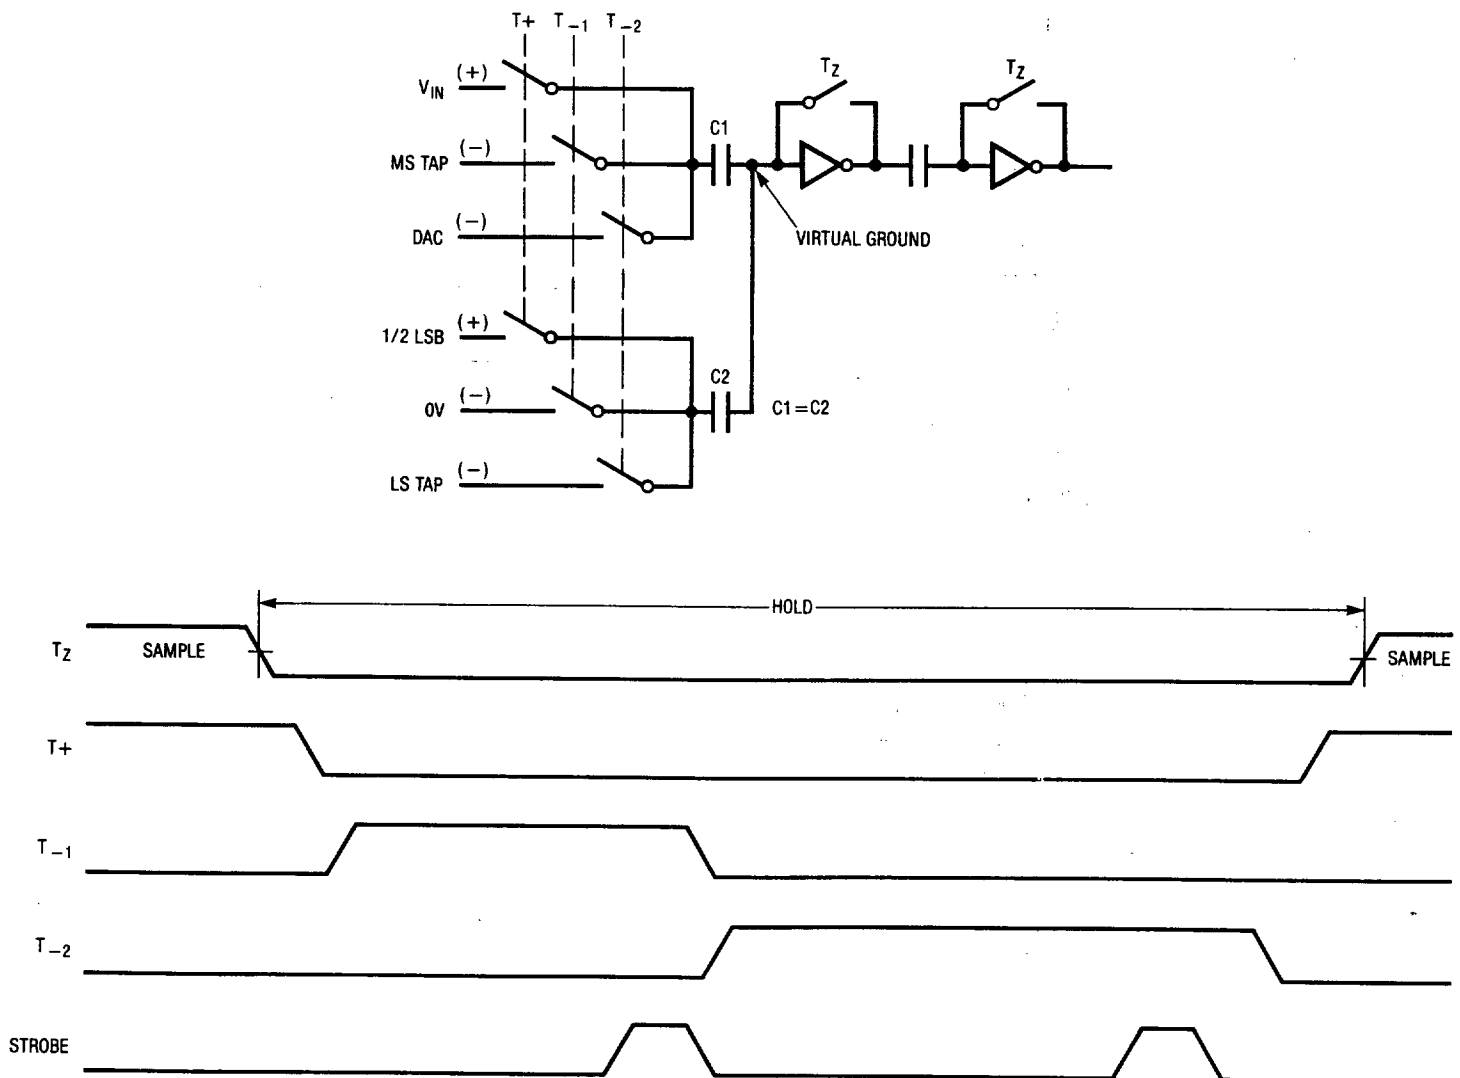 T+ T−1 T−2
VIN (+)
TZ
TZ
C1
MS TAP (−)
DAC (−)
VIRTUAL GROUND
1/2 LSB (+)
C2
0V (−)
C1=C2
LS TAP (−)
HOLD
TZ SAMPLE SAMPLE
T+
T−1
T−2
STROBE